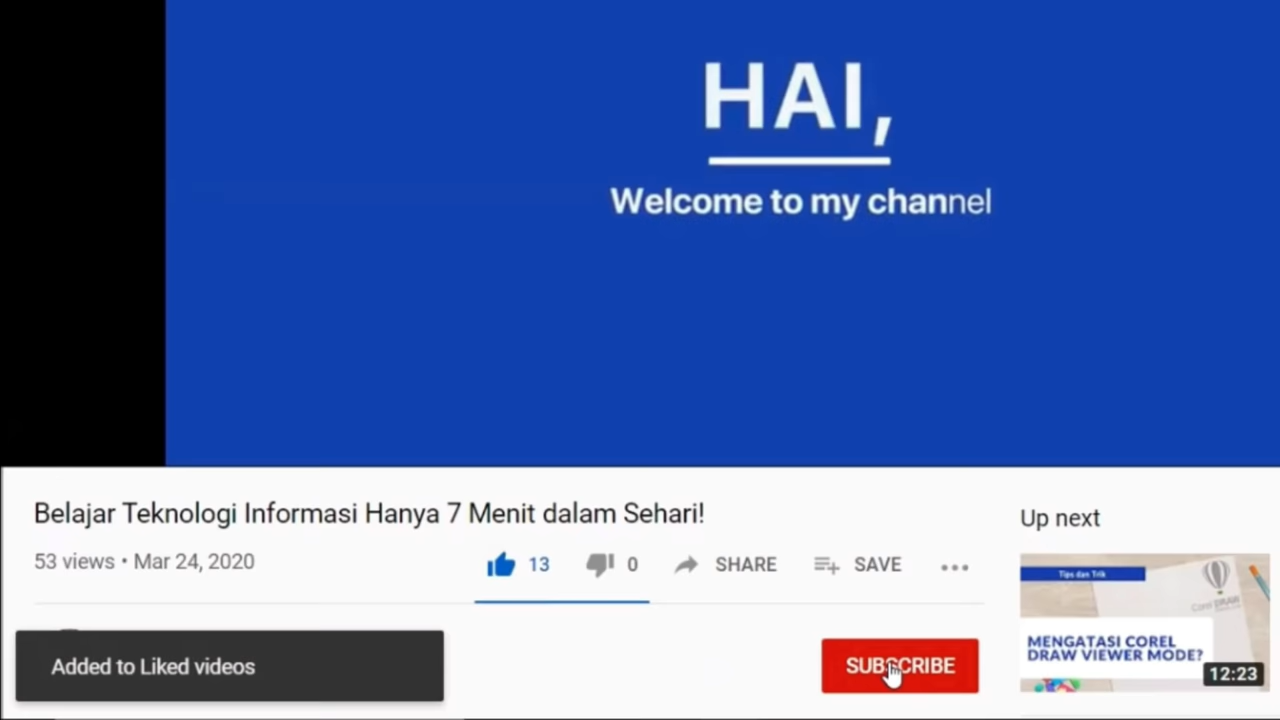 HAI,
Welcome to my channel
Belajar Teknologi Informasi Hanya 7 Menit dalam Sehari!
53 views • Mar 24, 2020
13
0
SHARE
SAVE
Added to Liked videos
SUBSCRIBE
Up next
Tips dan Trik
Corel DRAW
MENGATASI COREL
DRAW VIEWER MODE?
12:23